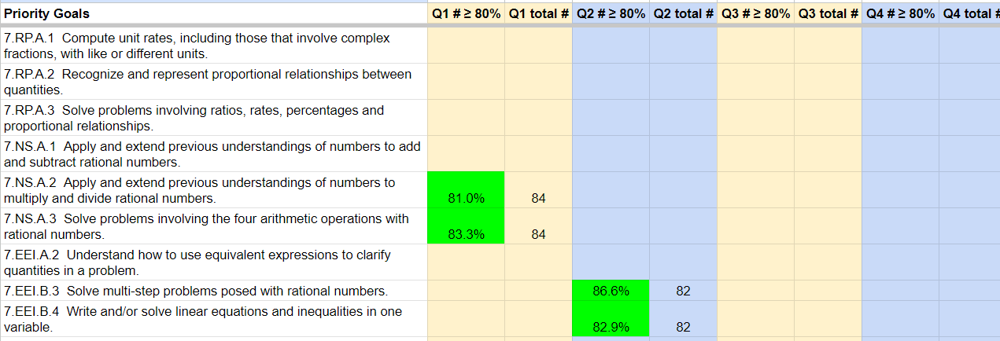 Priority Goals Q1 # ≥ 80% Q1 total # Q2 # ≥ 80% Q2 total # Q3 # ≥ 80% Q3 total # Q4 # ≥ 80% Q4 total #
7.RP.A.1 Compute unit rates, including those that involve complex
fractions, with like or different units.
7.RP.A.2 Recognize and represent proportional relationships between
quantities.
7.RP.A.3 Solve problems involving ratios, rates, percentages and
proportional relationships.
7.NS.A.1 Apply and extend previous understandings of numbers to add
and subtract rational numbers.
7.NS.A.2 Apply and extend previous understandings of numbers to
multiply and divide rational numbers. 81.0% 84
7.NS.A.3 Solve problems involving the four arithmetic operations with
rational numbers. 83.3% 84
7.EEI.A.2 Understand how to use equivalent expressions to clarify
quantities in a problem.
7.EEI.B.3 Solve multi-step problems posed with rational numbers. 86.6% 82
7.EEI.B.4 Write and/or solve linear equations and inequalities in one
variable. 82.9% 82